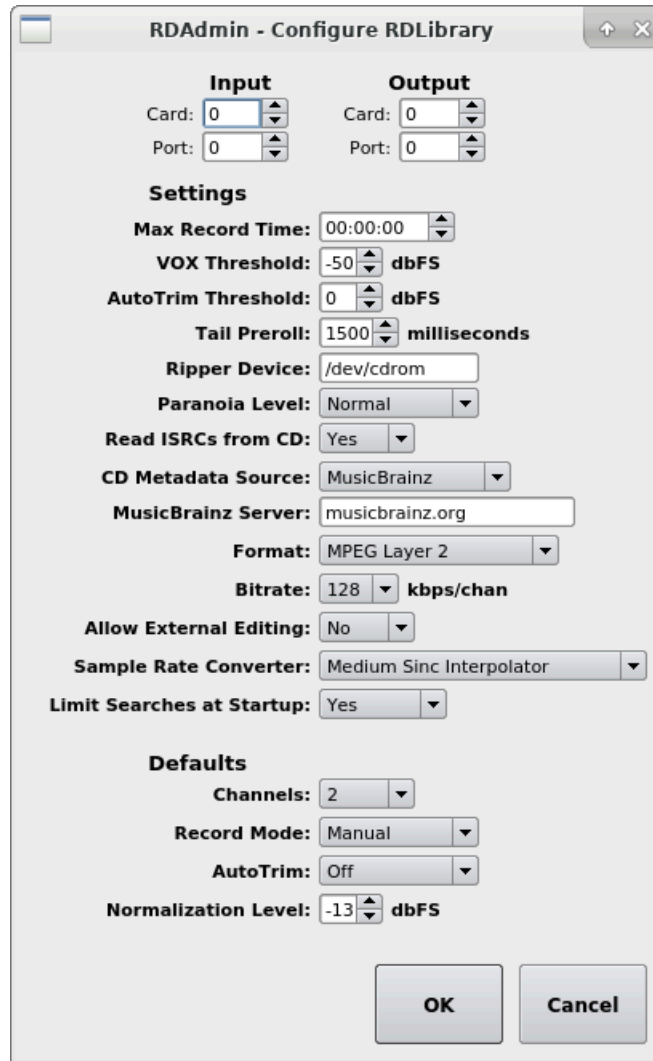 RDAdmin - Configure RDLibrary
Input Output
Card: 0 Card: 0
Port: 0 Port: 0
Settings
Max Record Time: 00:00:00
VOX Threshold: -50 dbFS
AutoTrim Threshold: 0 dbFS
Tail Preroll: 1500 milliseconds
Ripper Device: /dev/cdrom
Paranoia Level: Normal
Read ISRCs from CD: Yes
CD Metadata Source: MusicBrainz
MusicBrainz Server: musicbrainz.org
Format: MPEG Layer 2
Bitrate: 128 kbps/chan
Allow External Editing: No
Sample Rate Converter: Medium Sinc Interpolator
Limit Searches at Startup: Yes
Defaults
Channels: 2
Record Mode: Manual
AutoTrim: Off
Normalization Level: -13 dbFS
OK Cancel